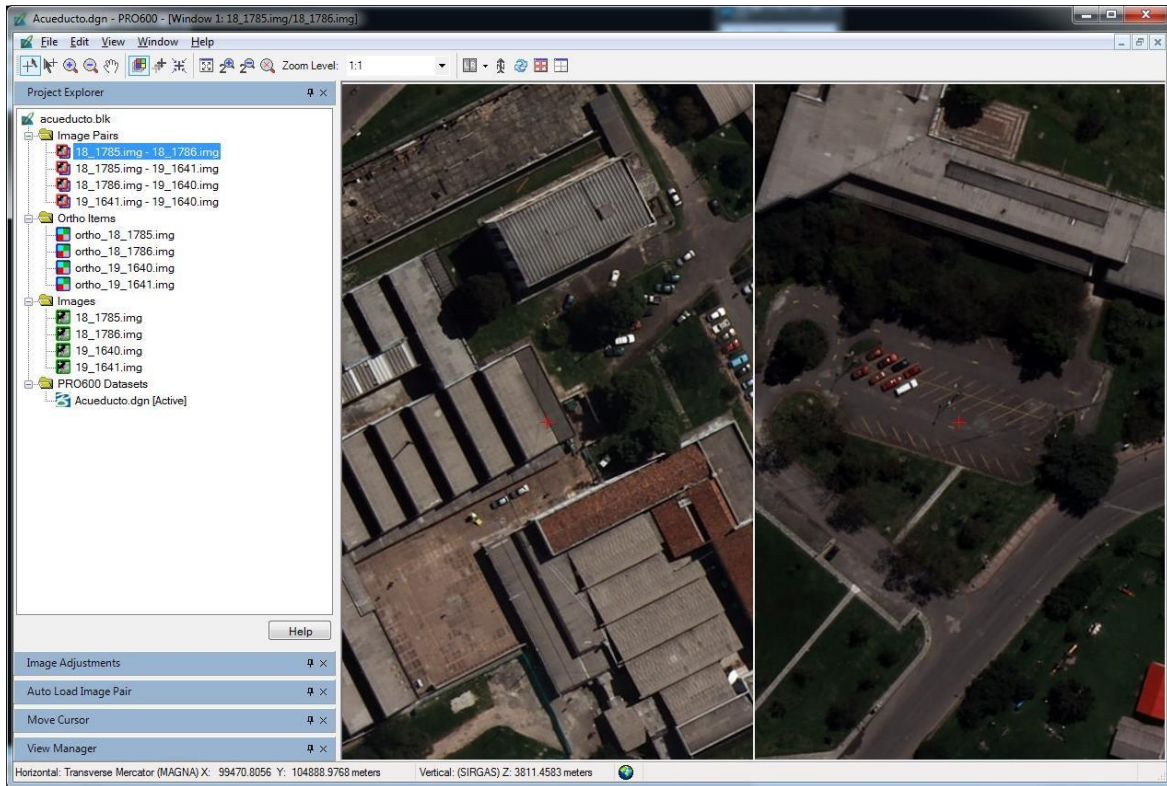 Acueducto.dgn - PRO600 - [Window 1: 18_1785.img/18_1786.img]
File Edit View Window Help
Zoom Level: 1:1
Project Explorer
acueducto.blk
Image Pairs
18_1785.img - 18_1786.img
18_1785.img - 19_1641.img
18_1786.img - 19_1640.img
19_1641.img - 19_1640.img
Ortho Items
ortho_18_1785.img
ortho_18_1786.img
ortho_19_1640.img
ortho_19_1641.img
Images
18_1785.img
18_1786.img
19_1640.img
19_1641.img
PRO600 Datasets
Acueducto.dgn [Active]
Help
Image Adjustments
Auto Load Image Pair
Move Cursor
View Manager
Horizontal: Transverse Mercator (MAGNA) X: 99470.8056 Y: 104888.9768 meters Vertical: (SIRGAS) Z: 3811.4583 meters